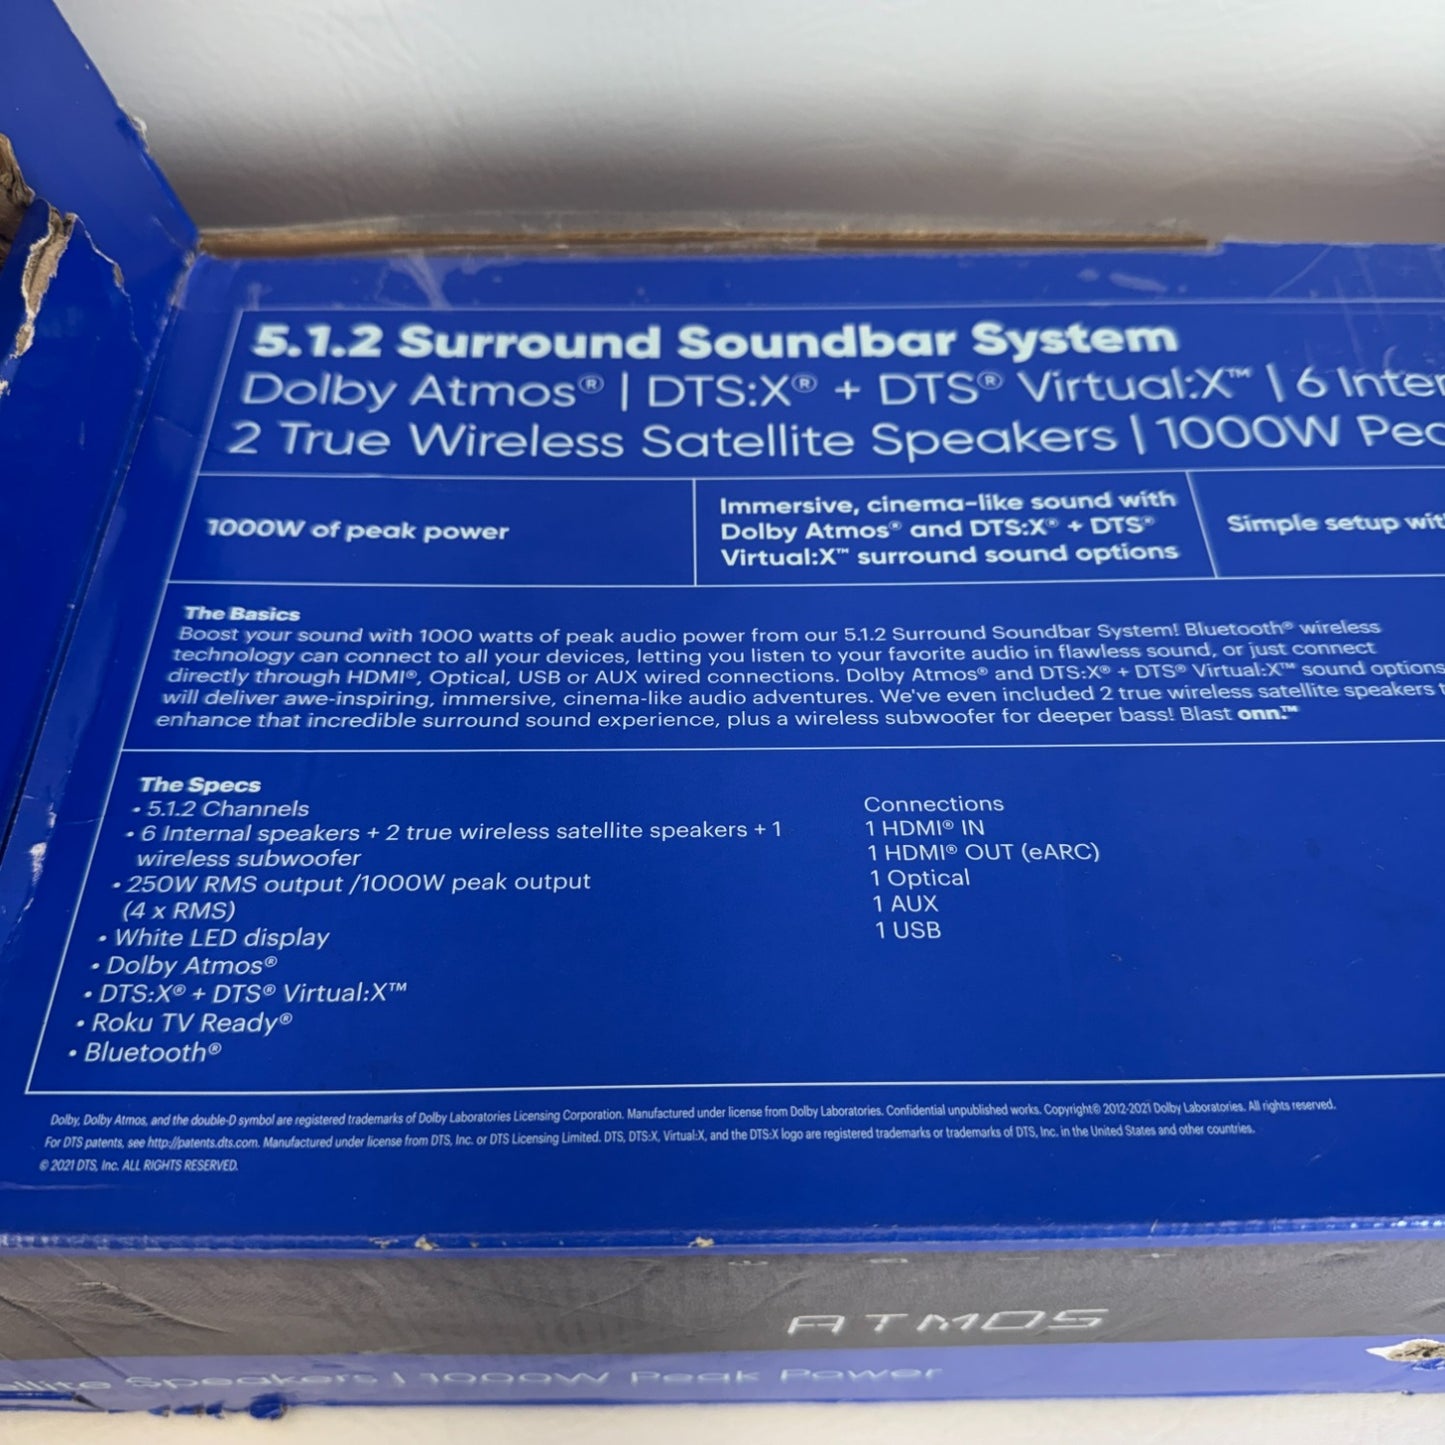 5.1.2 Surround Soundbar System
Dolby Atmos® | DTS:X® + DTS® Virtual:X™ | 6 Inter
2 True Wireless Satellite Speakers | 1000W Pea
1000W of peak power
Immersive, cinema-like sound with
Dolby Atmos® and DTS:X® + DTS®
Virtual:X™ surround sound options
Simple setup wit
The Basics
Boost your sound with 1000 watts of peak audio power from our 5.1.2 Surround Soundbar System! Bluetooth® wireless
technology can connect to all your devices, letting you listen to your favorite audio in flawless sound, or just connect
directly through HDMI®, Optical, USB or AUX wired connections. Dolby Atmos® and DTS:X® + DTS® Virtual:X™ sound options
will deliver awe-inspiring, immersive, cinema-like audio adventures. We've even included 2 true wireless satellite speakers t
enhance that incredible surround sound experience, plus a wireless subwoofer for deeper bass! Blast onn.™
The Specs
• 5.1.2 Channels
• 6 Internal speakers + 2 true wireless satellite speakers + 1
wireless subwoofer
• 250W RMS output /1000W peak output
(4 x RMS)
• White LED display
• Dolby Atmos®
• DTS:X® + DTS® Virtual:X™
• Roku TV Ready®
• Bluetooth®
Connections
1 HDMI® IN
1 HDMI® OUT (eARC)
1 Optical
1 AUX
1 USB
Dolby, Dolby Atmos, and the double-D symbol are registered trademarks of Dolby Laboratories Licensing Corporation. Manufactured under license from Dolby Laboratories. Confidential unpublished works. Copyright© 2012-2021 Dolby Laboratories. All rights reserved.
For DTS patents, see http://patents.dts.com. Manufactured under license from DTS, Inc. or DTS Licensing Limited. DTS, DTS:X, Virtual:X, and the DTS:X logo are registered trademarks or trademarks of DTS, Inc. in the United States and other countries.
© 2021 DTS, Inc. ALL RIGHTS RESERVED.
ATMOS
llite Speakers | 1000W Peak Power